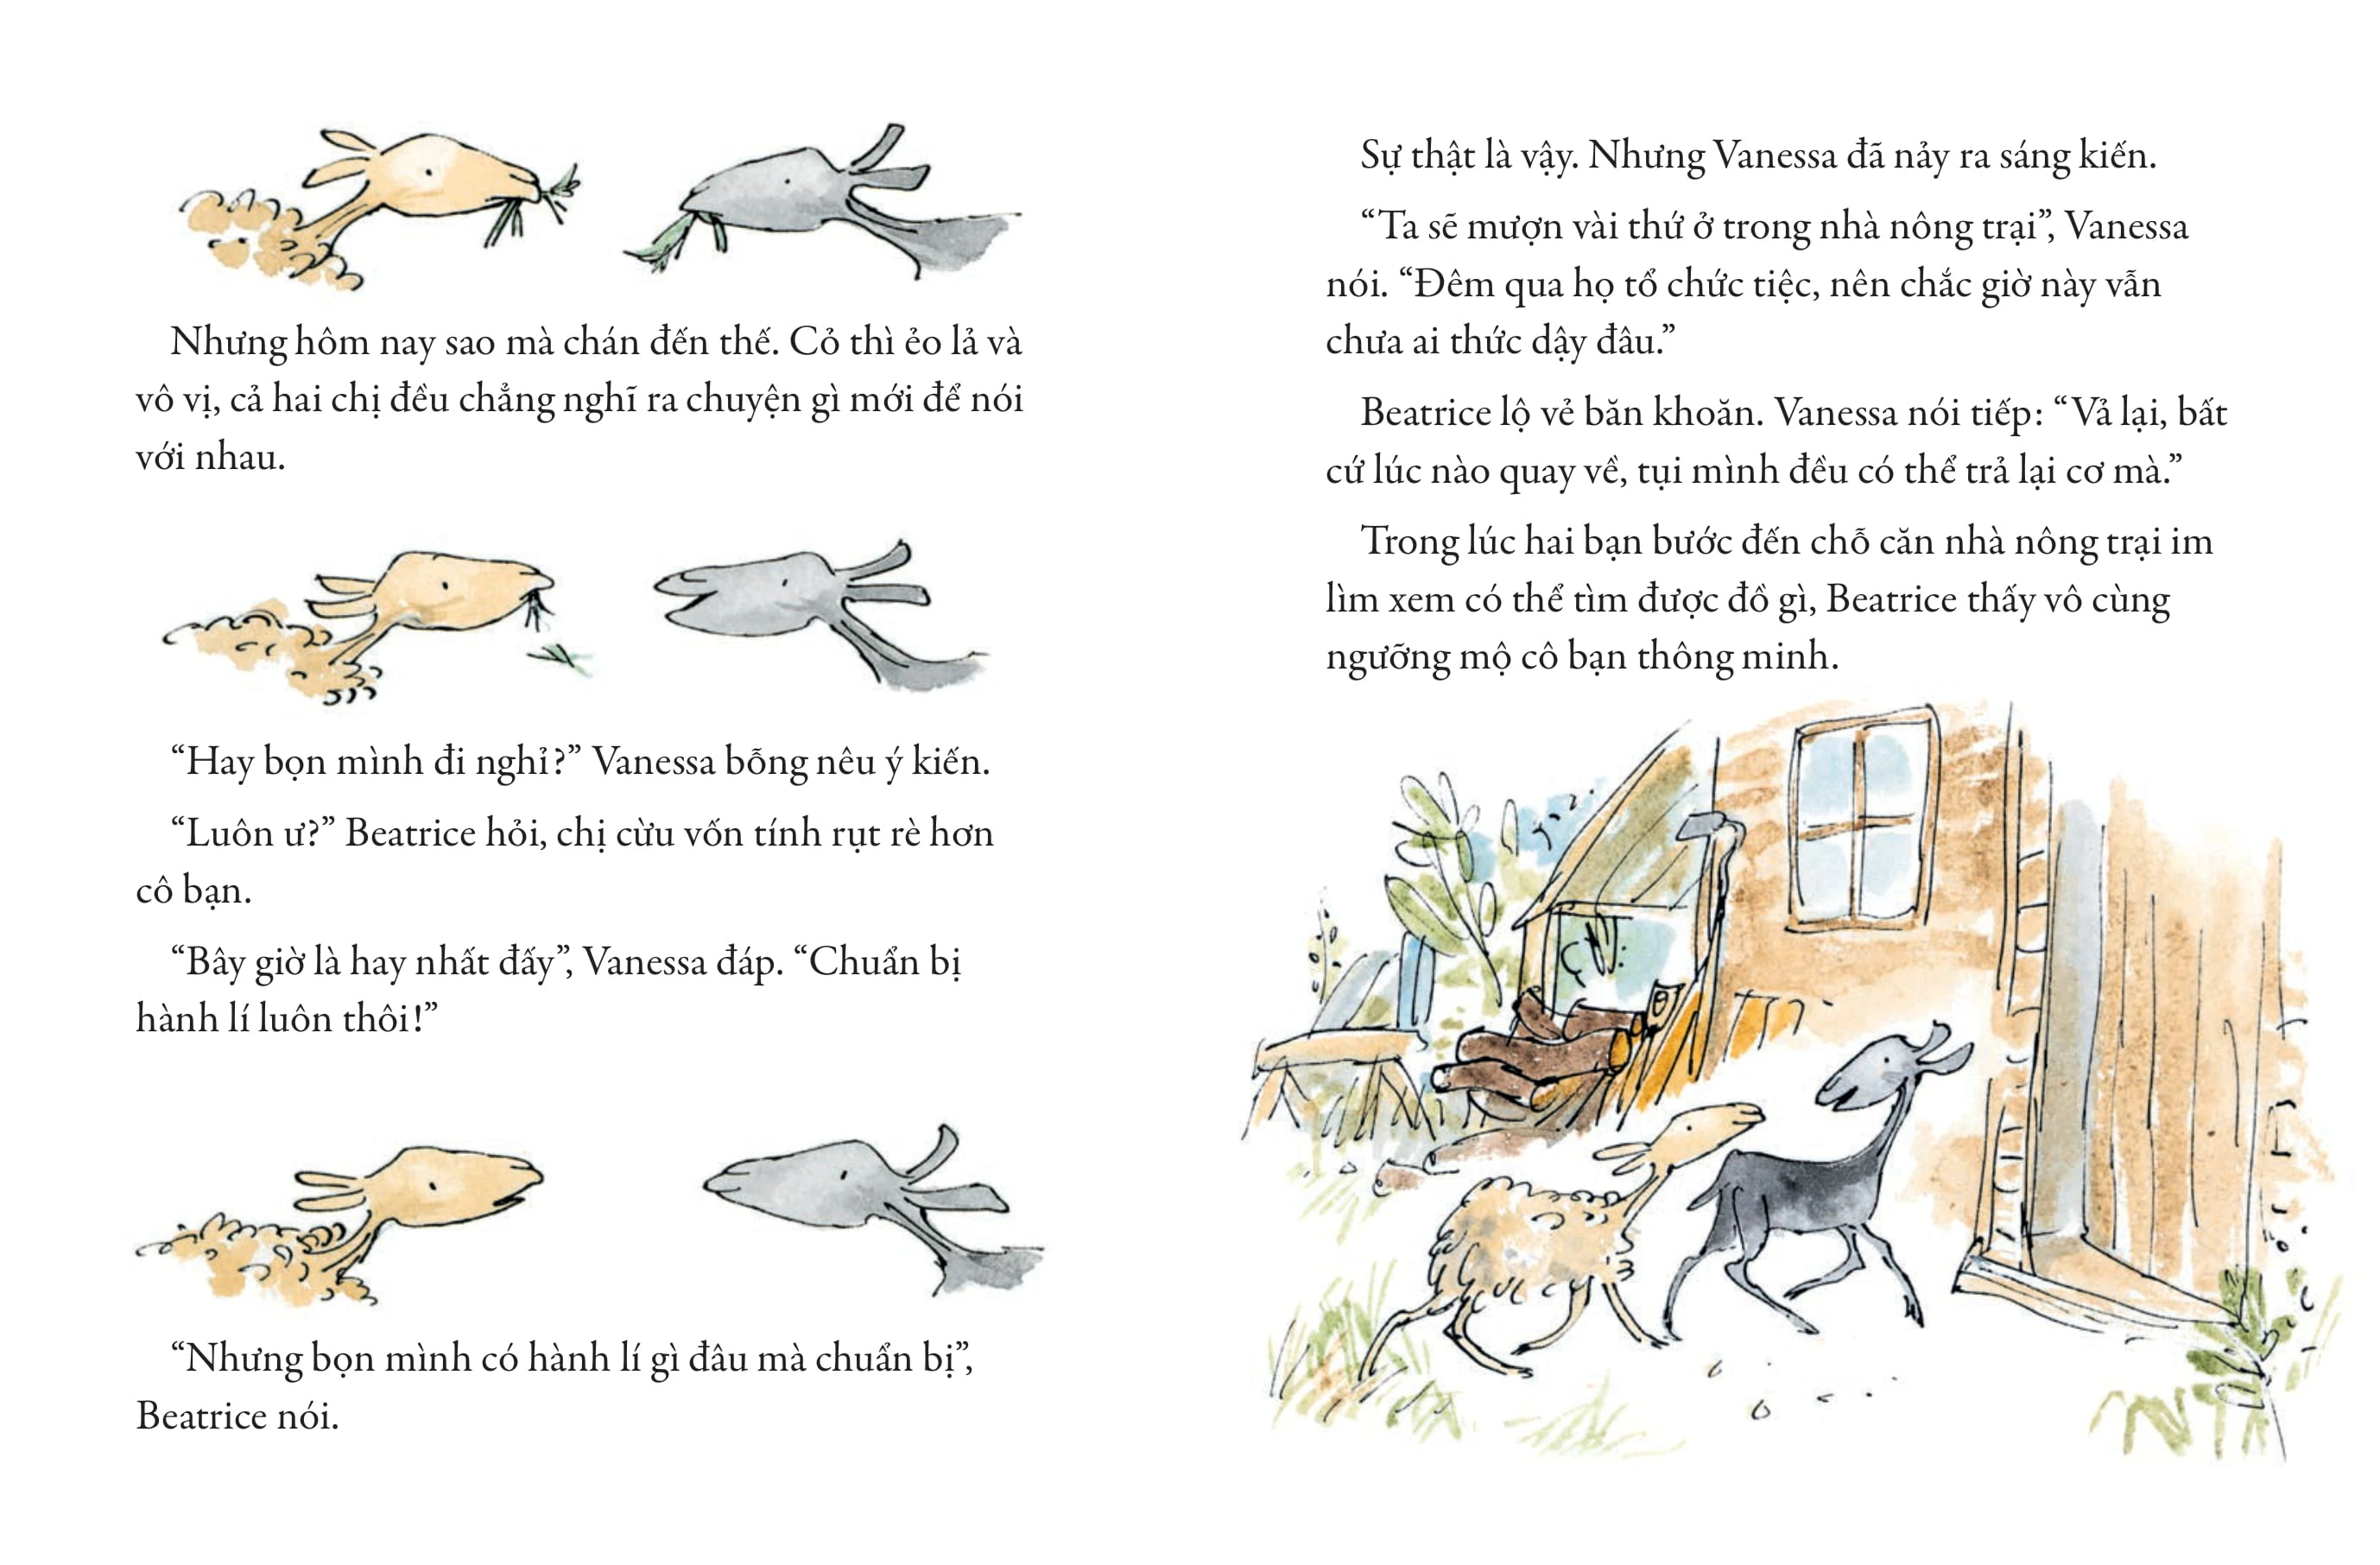 Nhưng hôm nay sao mà chán đến thế. Cỏ thì ẻo lả và
vô vị, cả hai chị đều chẳng nghĩ ra chuyện gì mới để nói
với nhau.
“Hay bọn mình đi nghỉ?” Vanessa bỗng nêu ý kiến.
“Luôn ư?” Beatrice hỏi, chị cừu vốn tính rụt rè hơn
cô bạn.
“Bây giờ là hay nhất đấy”, Vanessa đáp. “Chuẩn bị
hành lí luôn thôi!”
“Nhưng bọn mình có hành lí gì đâu mà chuẩn bị”,
Beatrice nói.
Sự thật là vậy. Nhưng Vanessa đã nảy ra sáng kiến.
“Ta sẽ mượn vài thứ ở trong nhà nông trại”, Vanessa
nói. “Đêm qua họ tổ chức tiệc, nên chắc giờ này vẫn
chưa ai thức dậy đâu.”
Beatrice lộ vẻ băn khoăn. Vanessa nói tiếp: “Vả lại, bất
cứ lúc nào quay về, tụi mình đều có thể trả lại cơ mà.”
Trong lúc hai bạn bước đến chỗ căn nhà nông trại im
lìm xem có thể tìm được đồ gì, Beatrice thấy vô cùng
ngưỡng mộ cô bạn thông minh.